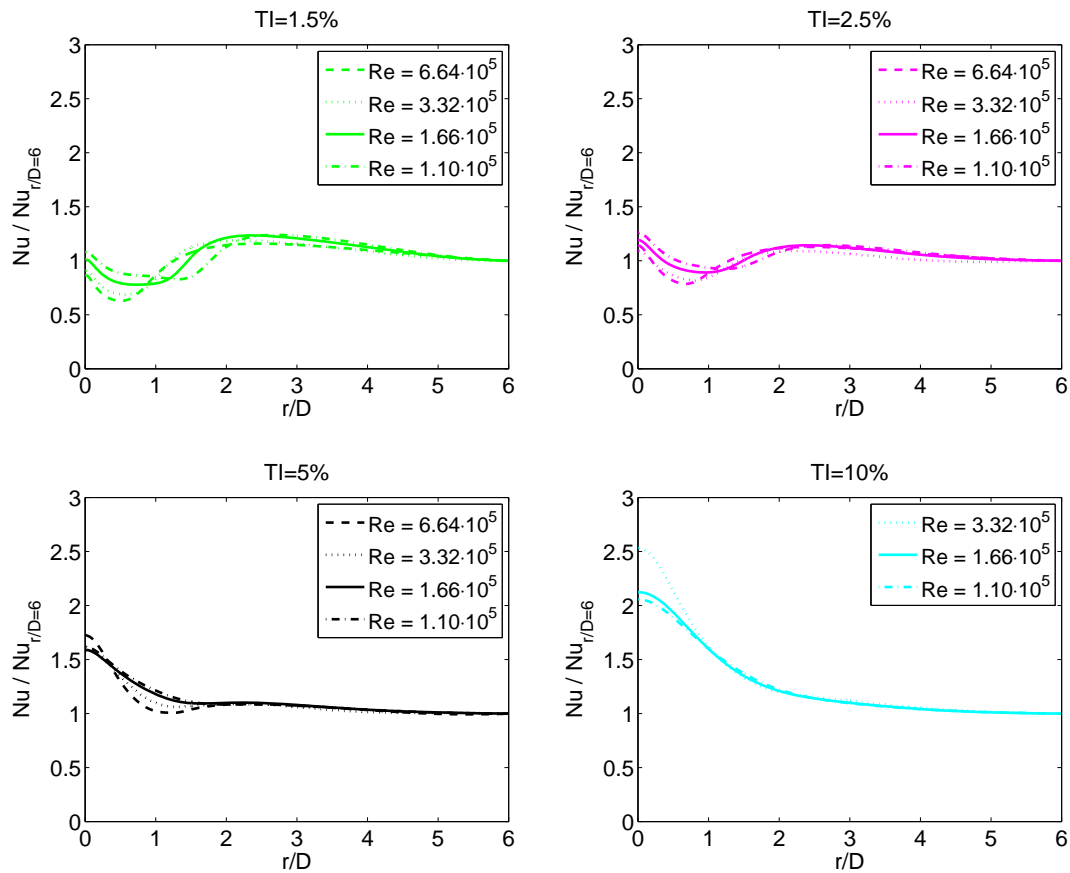 TI=1.5%
3
2.5
2
1.5
1
0.5
0
Nu / Nu_{r/D=6}
Re = 6.64·10^5
Re = 3.32·10^5
Re = 1.66·10^5
Re = 1.10·10^5
0 1 2 3 4 5 6
r/D
TI=2.5%
3
2.5
2
1.5
1
0.5
0
Nu / Nu_{r/D=6}
Re = 6.64·10^5
Re = 3.32·10^5
Re = 1.66·10^5
Re = 1.10·10^5
0 1 2 3 4 5 6
r/D
TI=5%
3
2.5
2
1.5
1
0.5
0
Nu / Nu_{r/D=6}
Re = 6.64·10^5
Re = 3.32·10^5
Re = 1.66·10^5
Re = 1.10·10^5
0 1 2 3 4 5 6
r/D
TI=10%
3
2.5
2
1.5
1
0.5
0
Nu / Nu_{r/D=6}
Re = 3.32·10^5
Re = 1.66·10^5
Re = 1.10·10^5
0 1 2 3 4 5 6
r/D